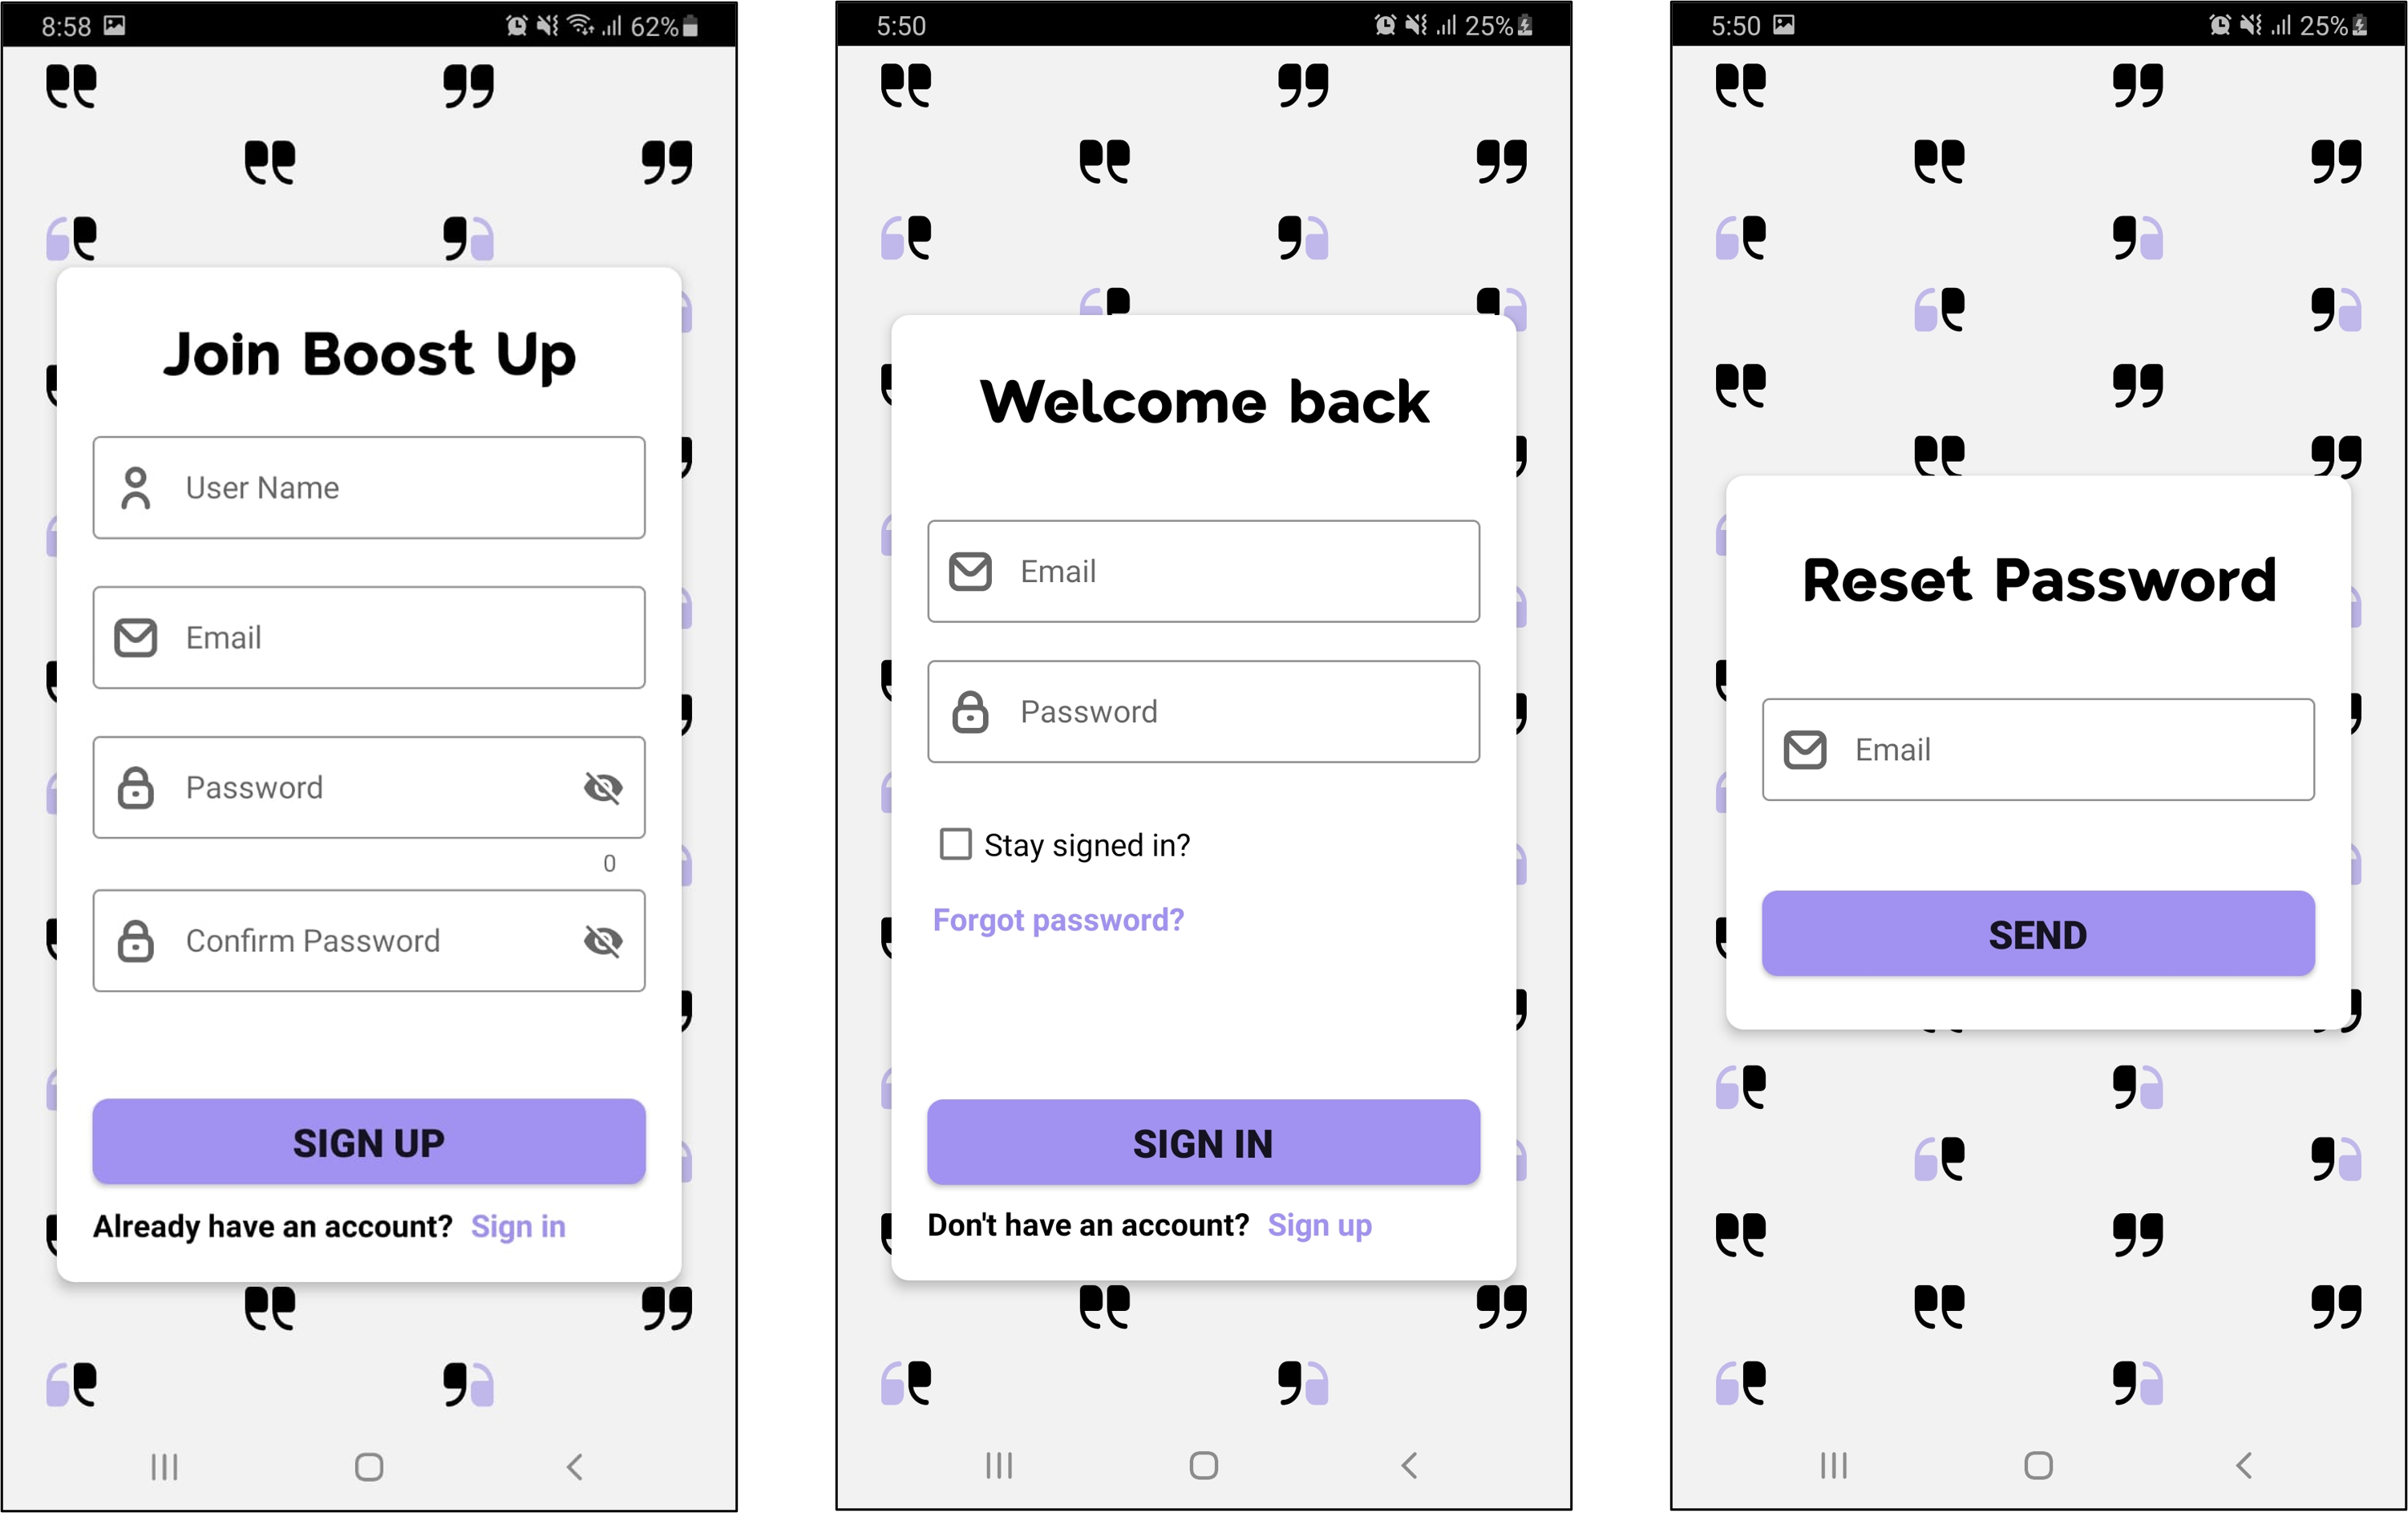 8:58 62%
Join Boost Up
User Name
Email
Password
0
Confirm Password
SIGN UP
Already have an account? Sign in
5:50 25%
Welcome back
Email
Password
Stay signed in?
Forgot password?
SIGN IN
Don't have an account? Sign up
5:50 25%
Reset Password
Email
SEND